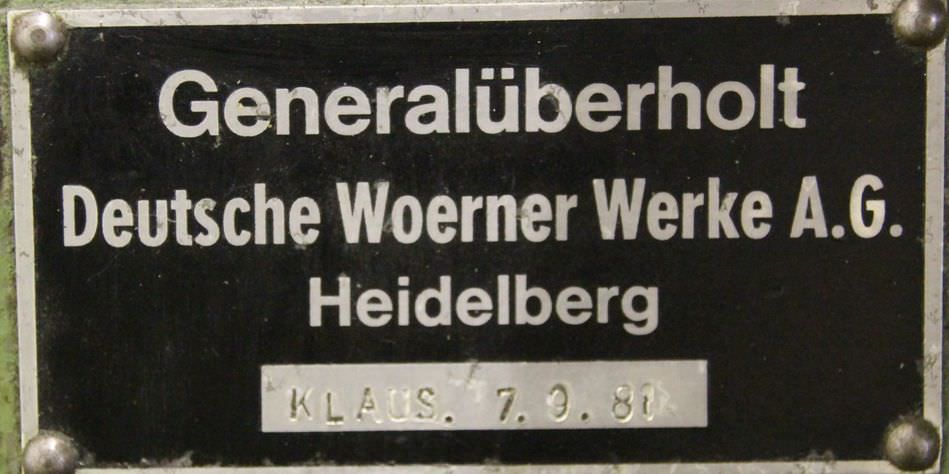 Generalüberholt
Deutsche Woerner Werke A.G.
Heidelberg
KLAUS. 7. 9. 81